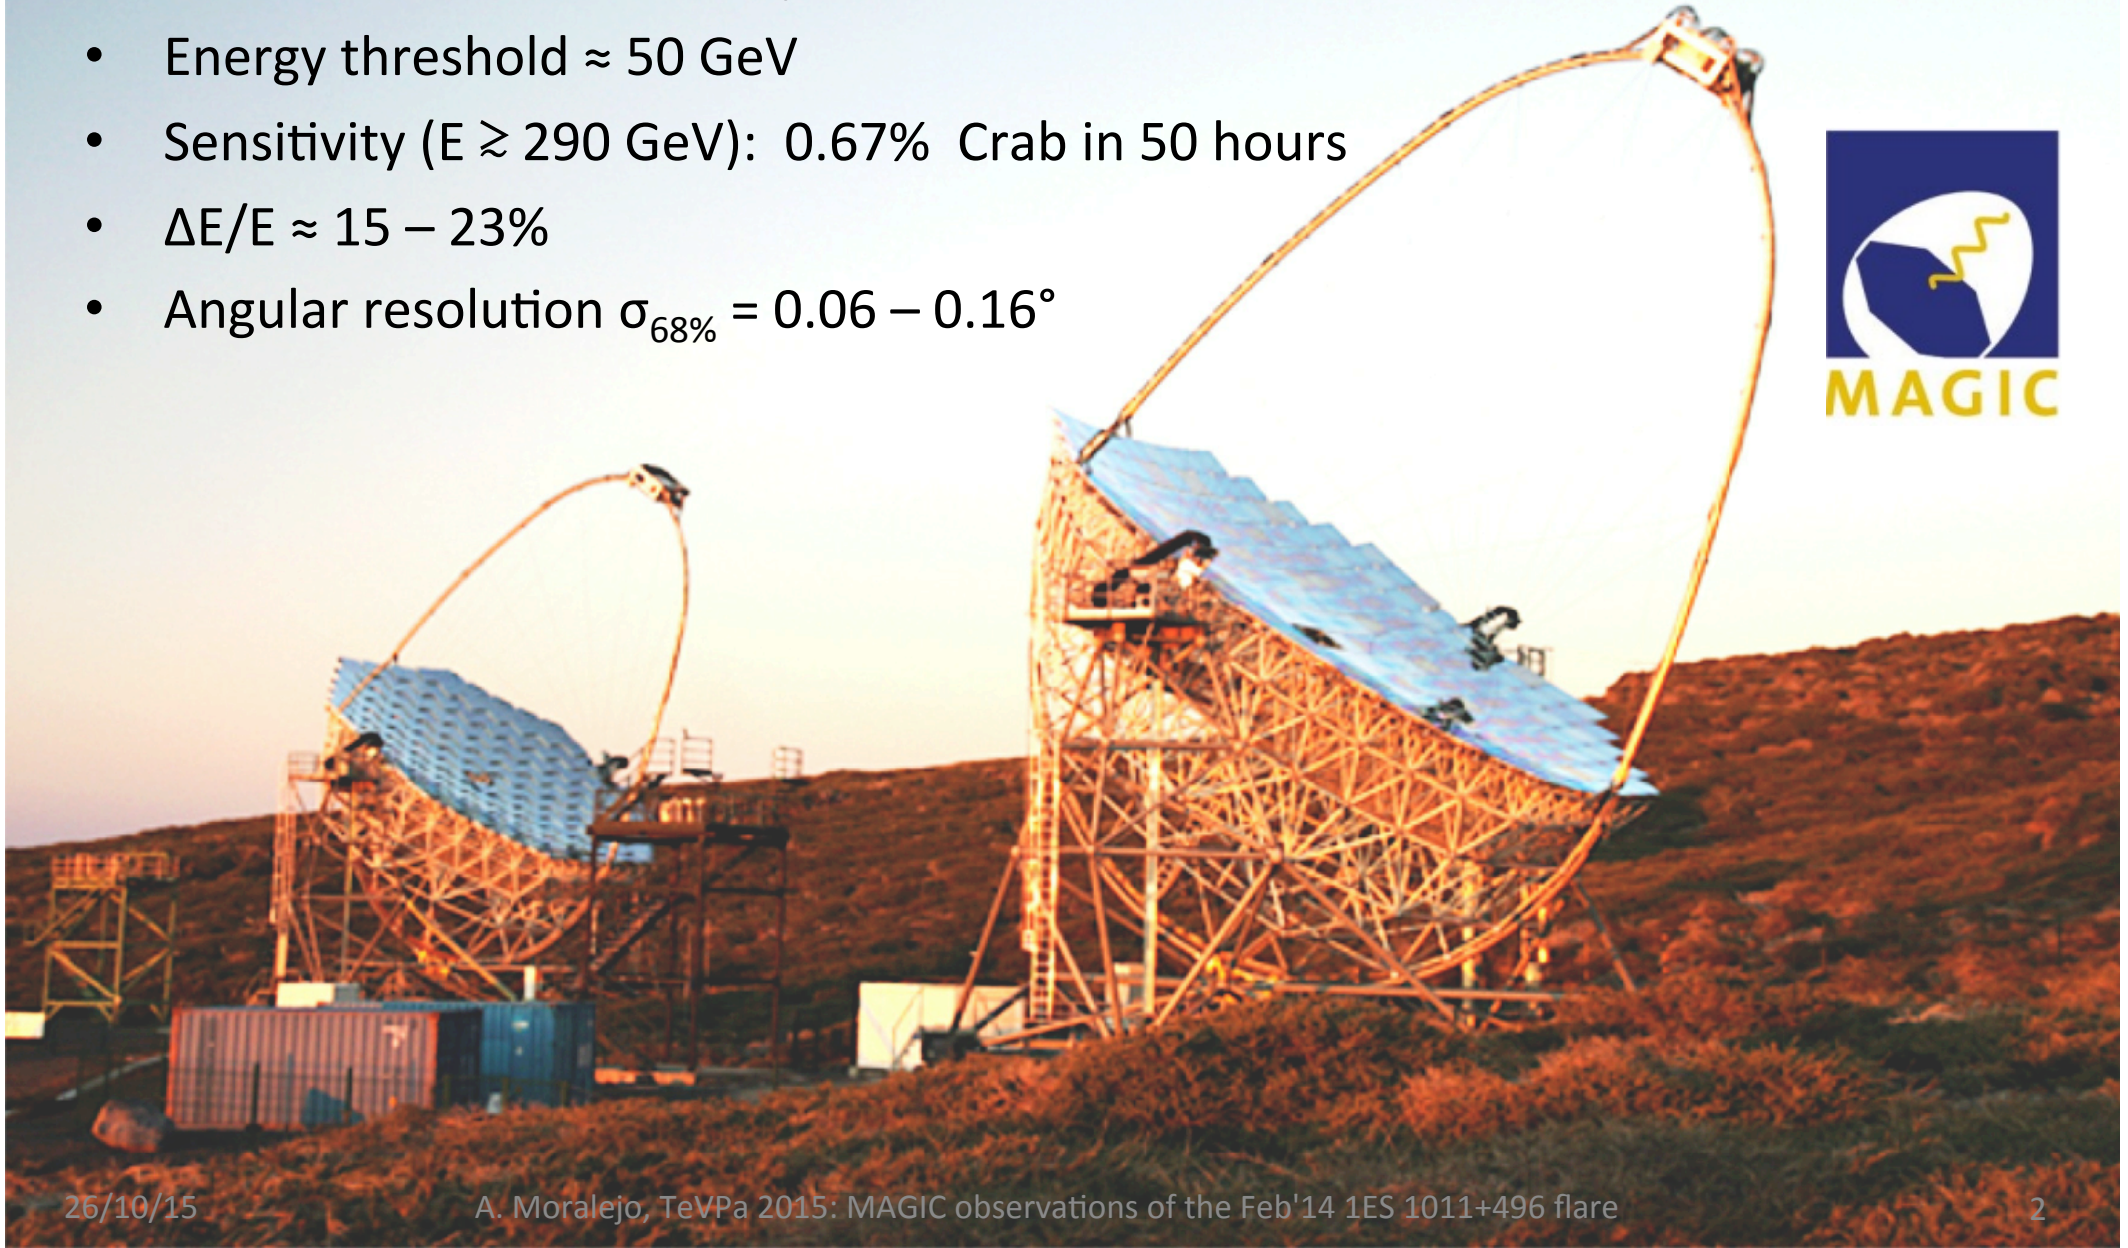 • Energy threshold ≈ 50 GeV
• Sensitivity (E ≳ 290 GeV): 0.67% Crab in 50 hours
• ΔE/E ≈ 15 – 23%
• Angular resolution σ68% = 0.06 – 0.16°
MAGIC
26/10/15 A. Moralejo, TeVPa 2015: MAGIC observations of the Feb'14 1ES 1011+496 flare 2